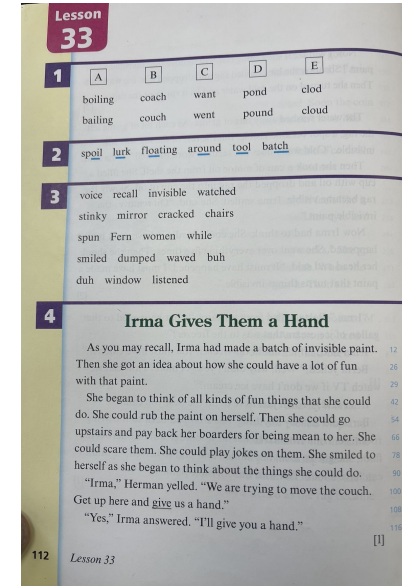 Lesson
33
1
A B C D E
boiling coach want pond clod
bailing couch went pound cloud
2 spoil lurk floating around tool batch
3 voice recall invisible watched
stinky mirror cracked chairs
spun Fern women while
smiled dumped waved buh
duh window listened
4
Irma Gives Them a Hand
As you may recall, Irma had made a batch of invisible paint. 12
Then she got an idea about how she could have a lot of fun 26
with that paint. 29
She began to think of all kinds of fun things that she could 42
do. She could rub the paint on herself. Then she could go 54
upstairs and pay back her boarders for being mean to her. She 66
could scare them. She could play jokes on them. She smiled to 78
herself as she began to think about the things she could do. 90
“Irma,” Herman yelled. “We are trying to move the couch. 100
Get up here and give us a hand.” 108
“Yes,” Irma answered. “I’ll give you a hand.” 116
[1]
112 Lesson 33